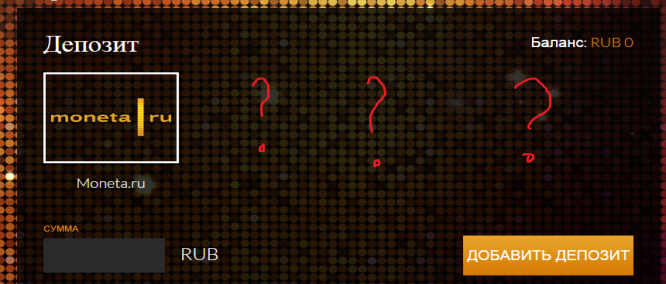 Депозит
Баланс: RUB 0
moneta ru
? ? ?
Moneta.ru
СУММА
RUB
ДОБАВИТЬ ДЕПОЗИТ